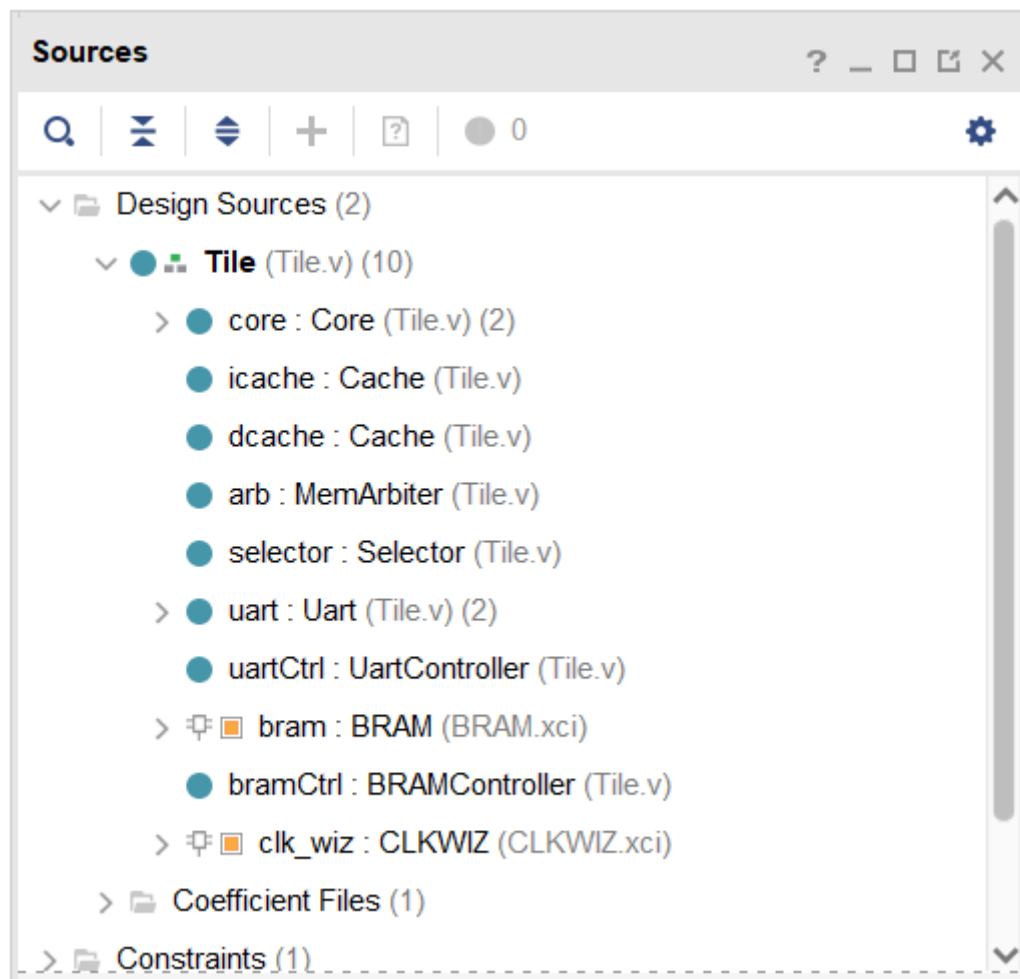 Sources
0
Design Sources (2)
Tile (Tile.v) (10)
core : Core (Tile.v) (2)
icache : Cache (Tile.v)
dcache : Cache (Tile.v)
arb : MemArbiter (Tile.v)
selector : Selector (Tile.v)
uart : Uart (Tile.v) (2)
uartCtrl : UartController (Tile.v)
bram : BRAM (BRAM.xci)
bramCtrl : BRAMController (Tile.v)
clk_wiz : CLKWIZ (CLKWIZ.xci)
Coefficient Files (1)
Constraints (1)